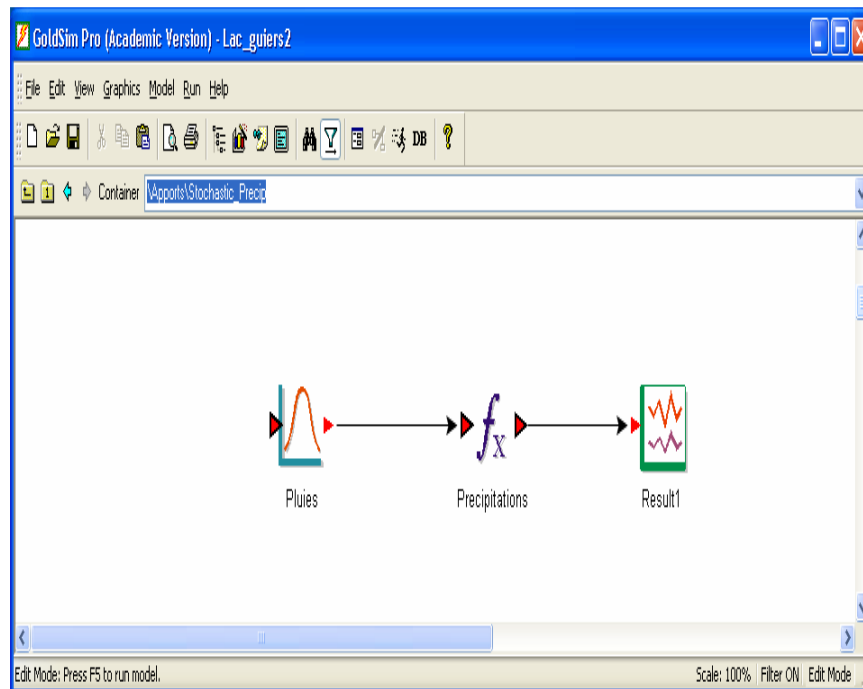 GoldSim Pro (Academic Version) - Lac_guiers2
File Edit View Graphics Model Run Help
DB ?
Container \Apports\Stochastic_Precip
Pluies Precipitations Result1
Edit Mode: Press F5 to run model. Scale: 100% Filter ON Edit Mode